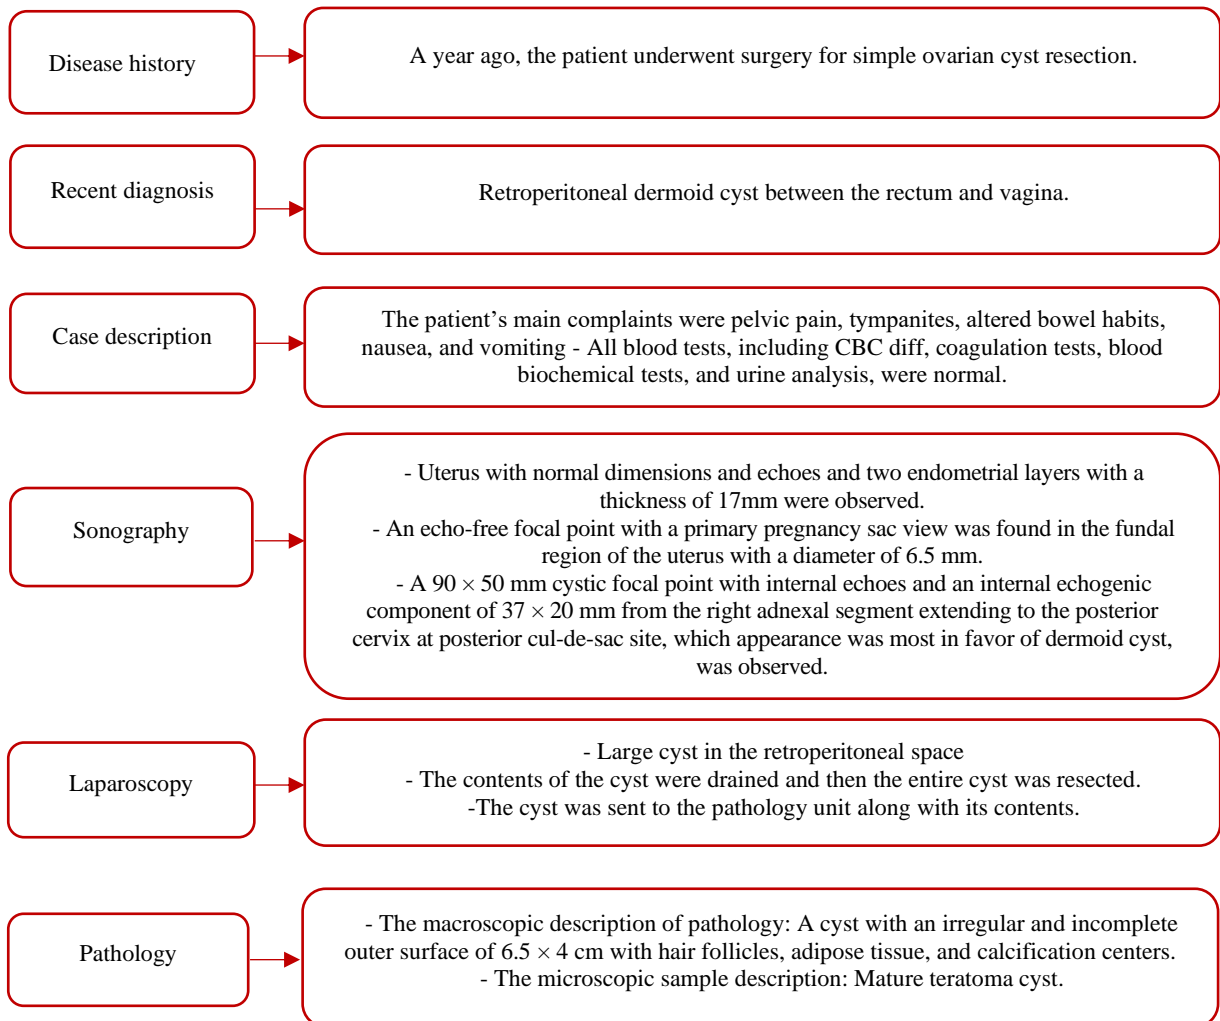 Disease history
A year ago, the patient underwent surgery for simple ovarian cyst resection.
Recent diagnosis
Retroperitoneal dermoid cyst between the rectum and vagina.
Case description
The patient’s main complaints were pelvic pain, tympanites, altered bowel habits,
nausea, and vomiting - All blood tests, including CBC diff, coagulation tests, blood
biochemical tests, and urine analysis, were normal.
Sonography
- Uterus with normal dimensions and echoes and two endometrial layers with a
thickness of 17mm were observed.
- An echo-free focal point with a primary pregnancy sac view was found in the fundal
region of the uterus with a diameter of 6.5 mm.
- A 90 × 50 mm cystic focal point with internal echoes and an internal echogenic
component of 37 × 20 mm from the right adnexal segment extending to the posterior
cervix at posterior cul-de-sac site, which appearance was most in favor of dermoid cyst,
was observed.
Laparoscopy
- Large cyst in the retroperitoneal space
- The contents of the cyst were drained and then the entire cyst was resected.
-The cyst was sent to the pathology unit along with its contents.
Pathology
- The macroscopic description of pathology: A cyst with an irregular and incomplete
outer surface of 6.5 × 4 cm with hair follicles, adipose tissue, and calcification centers.
- The microscopic sample description: Mature teratoma cyst.